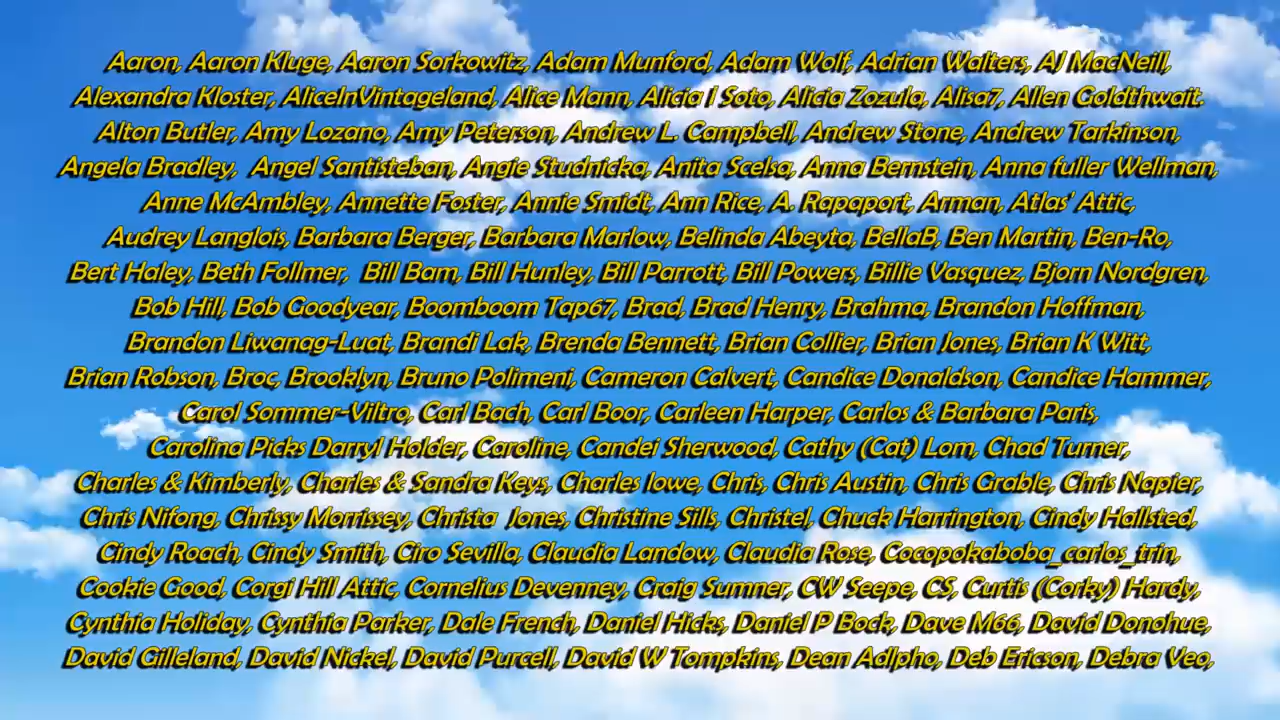 Aaron, Aaron Kluge, Aaron Sorkowitz, Adam Munford, Adam Wolf, Adrian Walters, AJ MacNeill,
Alexandra Kloster, AliceInVintageland, Alice Mann, Alicia I Soto, Alicia Zozula, Alisa7, Allen Goldthwait.
Alton Butler, Amy Lozano, Amy Peterson, Andrew L. Campbell, Andrew Stone, Andrew Tarkinson,
Angela Bradley, Angel Santisteban, Angie Studnicka, Anita Scelsa, Anna Bernstein, Anna fuller Wellman,
Anne McAmbley, Annette Foster, Annie Smidt, Ann Rice, A. Rapaport, Arman, Atlas' Attic,
Audrey Langlois, Barbara Berger, Barbara Marlow, Belinda Abeyta, BellaB, Ben Martin, Ben-Ro,
Bert Haley, Beth Follmer, Bill Bam, Bill Hunley, Bill Parrott, Bill Powers, Billie Vasquez, Bjorn Nordgren,
Bob Hill, Bob Goodyear, Boomboom Tap67, Brad, Brad Henry, Brahma, Brandon Hoffman,
Brandon Liwanag-Luat, Brandi Lak, Brenda Bennett, Brian Collier, Brian Jones, Brian K Witt,
Brian Robson, Broc, Brooklyn, Bruno Polimeni, Cameron Calvert, Candice Donaldson, Candice Hammer,
Carol Sommer-Viltro, Carl Bach, Carl Boor, Carleen Harper, Carlos & Barbara Paris,
Carolina Picks Darryl Holder, Caroline, Candei Sherwood, Cathy (Cat) Lom, Chad Turner,
Charles & Kimberly, Charles & Sandra Keys, Charles lowe, Chris, Chris Austin, Chris Grable, Chris Napier,
Chris Nifong, Chrissy Morrissey, Christa Jones, Christine Sills, Christel, Chuck Harrington, Cindy Hallsted,
Cindy Roach, Cindy Smith, Ciro Sevilla, Claudia Landow, Claudia Rose, Cocopokaboba_carlos_trin,
Cookie Good, Corgi Hill Attic, Cornelius Devenney, Craig Sumner, CW Seepe, CS, Curtis (Corky) Hardy,
Cynthia Holiday, Cynthia Parker, Dale French, Daniel Hicks, Daniel P Bock, Dave M66, David Donohue,
David Gilleland, David Nickel, David Purcell, David W Tompkins, Dean Adlpho, Deb Ericson, Debra Veo,